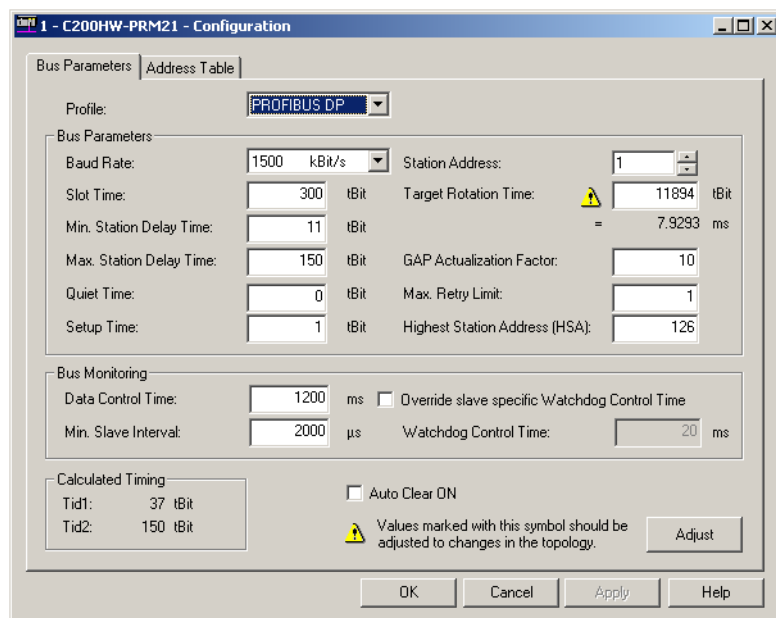 1 - C200HW-PRM21 - Configuration
Bus Parameters Address Table
Profile: PROFIBUS DP
Bus Parameters
Baud Rate: 1500 kBit/s Station Address: 1
Slot Time: 300 tBit Target Rotation Time: 11894 tBit
Min. Station Delay Time: 11 tBit = 7.9293 ms
Max. Station Delay Time: 150 tBit GAP Actualization Factor: 10
Quiet Time: 0 tBit Max. Retry Limit: 1
Setup Time: 1 tBit Highest Station Address (HSA): 126
Bus Monitoring
Data Control Time: 1200 ms Override slave specific Watchdog Control Time
Min. Slave Interval: 2000 µs Watchdog Control Time: 20 ms
Calculated Timing
Tid1: 37 tBit
Tid2: 150 tBit
Auto Clear ON
Values marked with this symbol should be
adjusted to changes in the topology.
Adjust
OK Cancel Apply Help